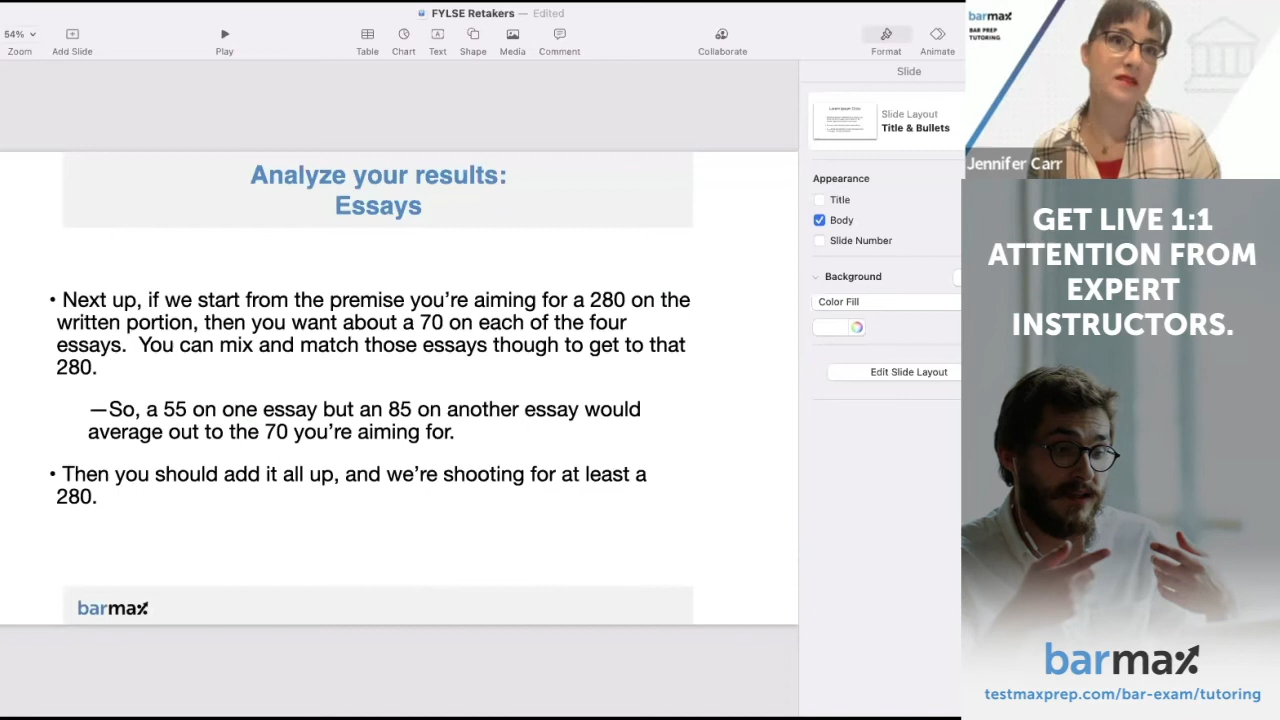 FYLSE Retakers — Edited
54%
Zoom
Add Slide
Play
Table
Chart
Text
Shape
Media
Comment
Collaborate
Format
Animate
Slide
Slide Layout
Title & Bullets
Appearance
Title
Body
Slide Number
Background
Color Fill
Edit Slide Layout
Analyze your results:
Essays
• Next up, if we start from the premise you’re aiming for a 280 on the
written portion, then you want about a 70 on each of the four
essays. You can mix and match those essays though to get to that
280.
—So, a 55 on one essay but an 85 on another essay would
average out to the 70 you’re aiming for.
• Then you should add it all up, and we’re shooting for at least a
280.
barmax
barmax
BAR PREP
TUTORING
Jennifer Carr
GET LIVE 1:1
ATTENTION FROM
EXPERT
INSTRUCTORS.
barmax
testmaxprep.com/bar-exam/tutoring